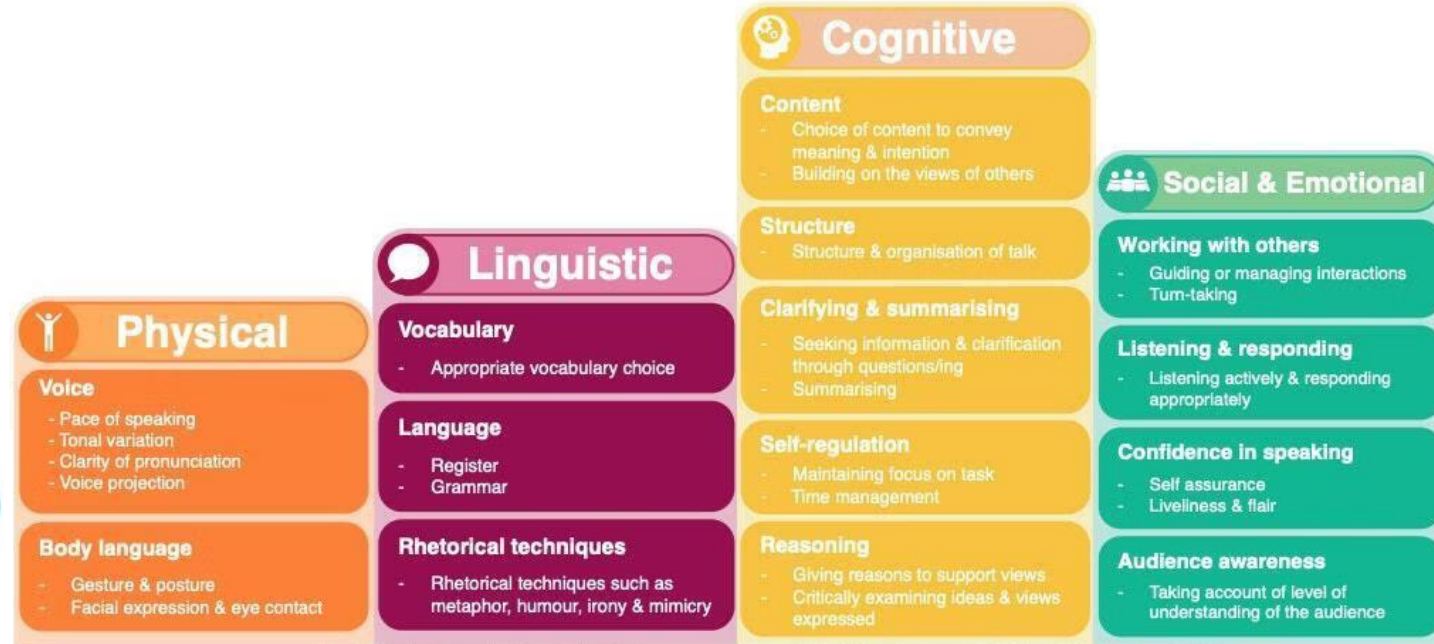 Physical
Voice
- Pace of speaking
- Tonal variation
- Clarity of pronunciation
- Voice projection
Body language
- Gesture & posture
- Facial expression & eye contact
Linguistic
Vocabulary
- Appropriate vocabulary choice
Language
- Register
- Grammar
Rhetorical techniques
- Rhetorical techniques such as
metaphor, humour, irony & mimicry
Cognitive
Content
- Choice of content to convey
meaning & intention
- Building on the views of others
Structure
- Structure & organisation of talk
Clarifying & summarising
- Seeking information & clarification
through questions/ing
- Summarising
Self-regulation
- Maintaining focus on task
- Time management
Reasoning
- Giving reasons to support views
- Critically examining ideas & views
expressed
Social & Emotional
Working with others
- Guiding or managing interactions
- Turn-taking
Listening & responding
- Listening actively & responding
appropriately
Confidence in speaking
- Self assurance
- Liveliness & flair
Audience awareness
- Taking account of level of
understanding of the audience